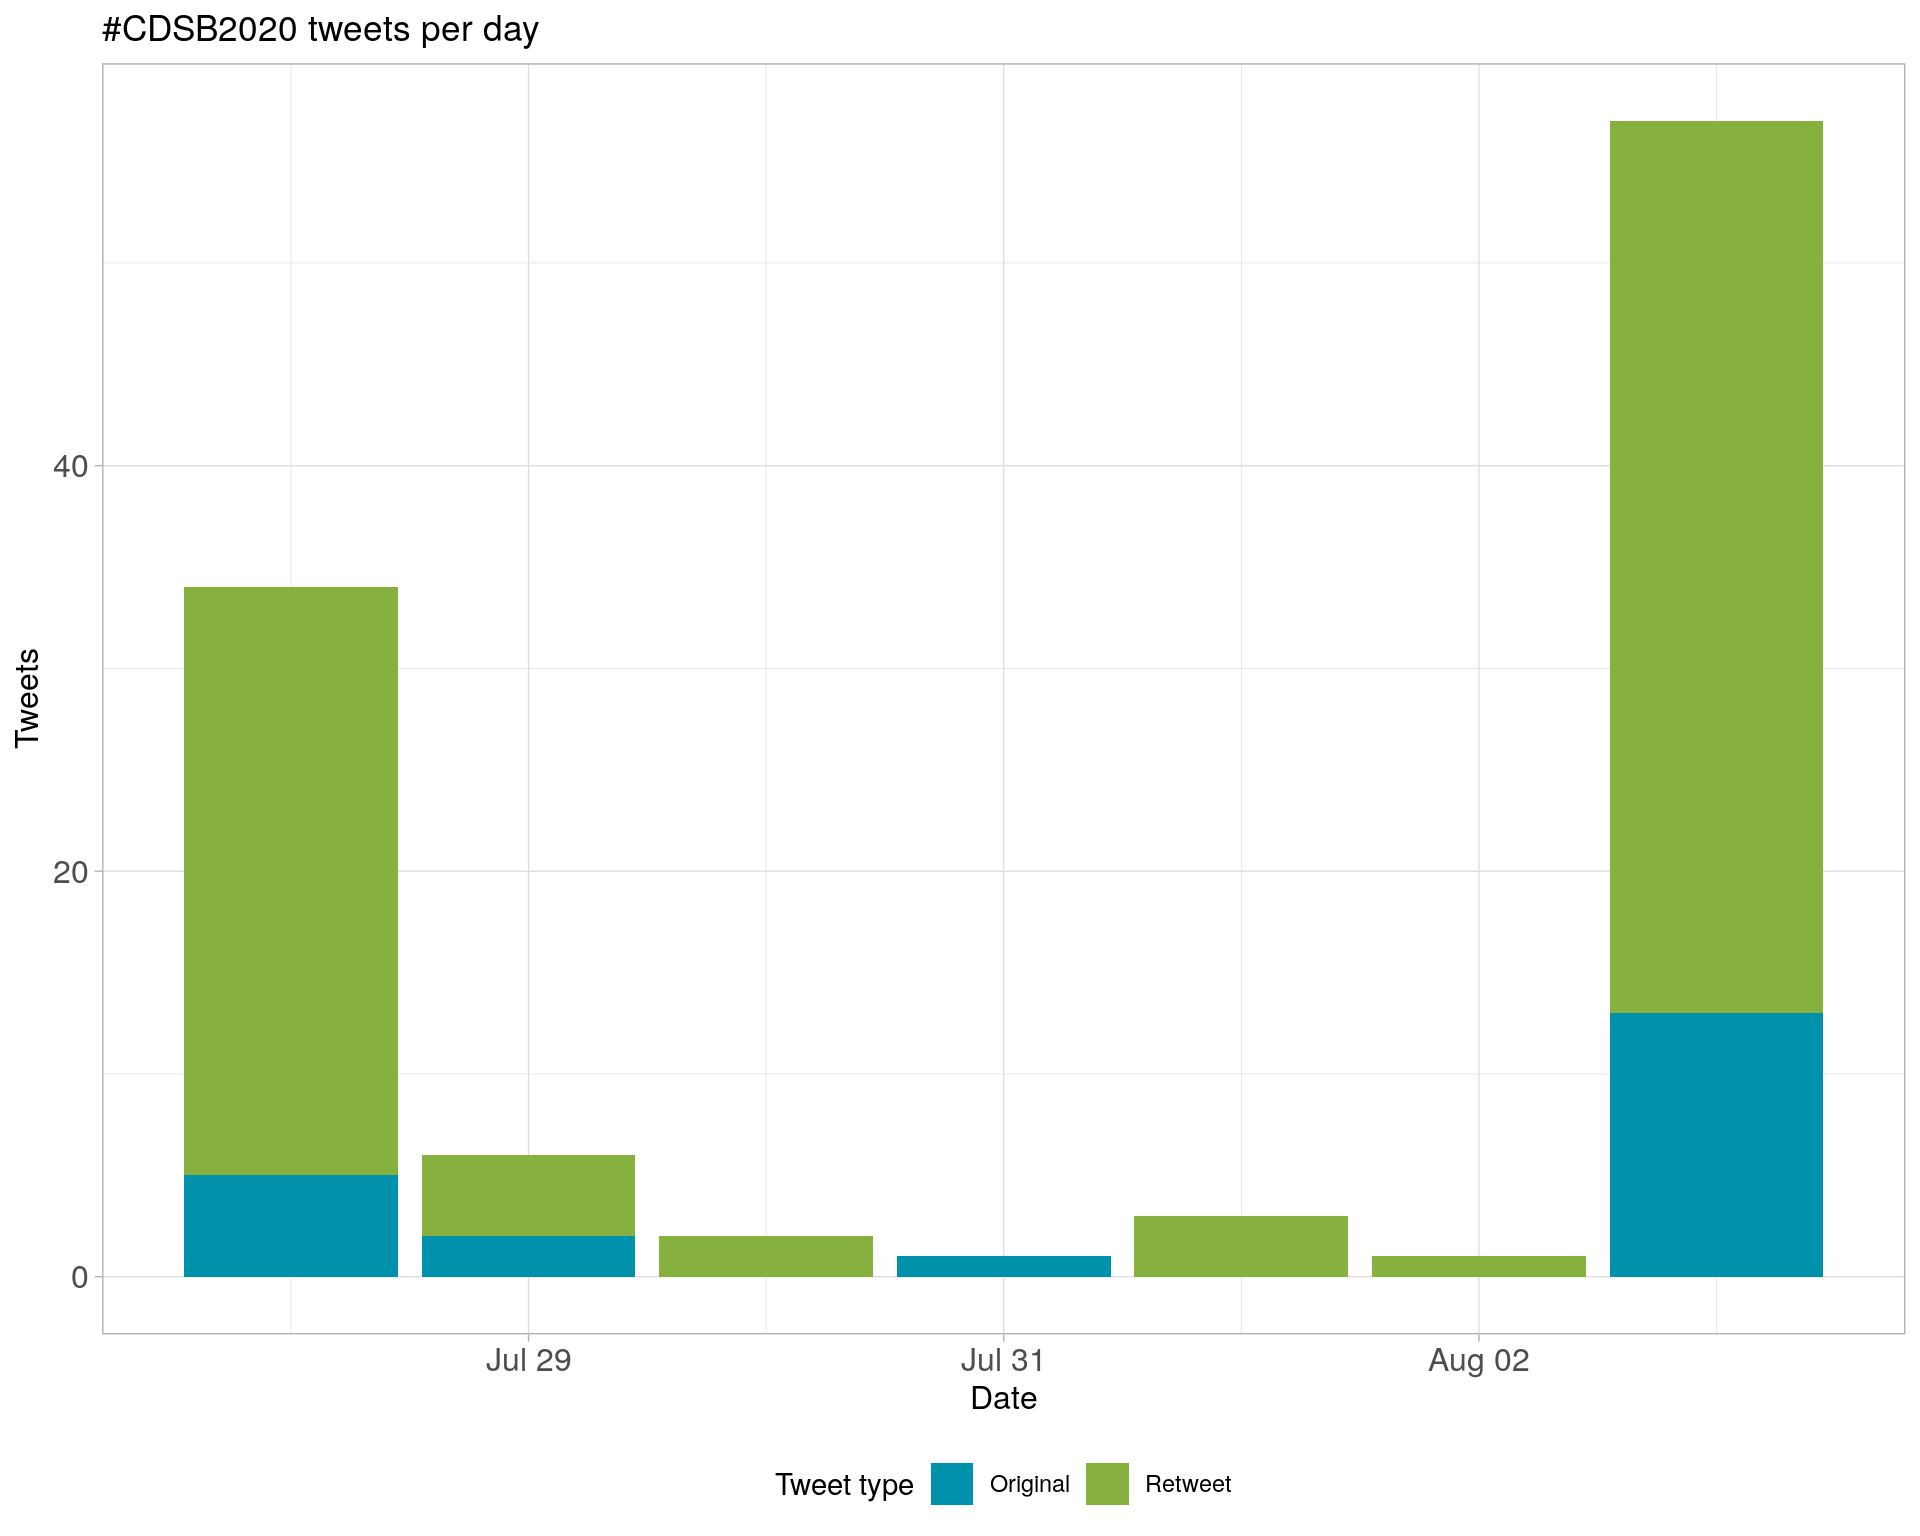 #CDSB2020 tweets per day
Tweets
40
20
0
Jul 29 Jul 31 Aug 02
Date
Tweet type Original Retweet